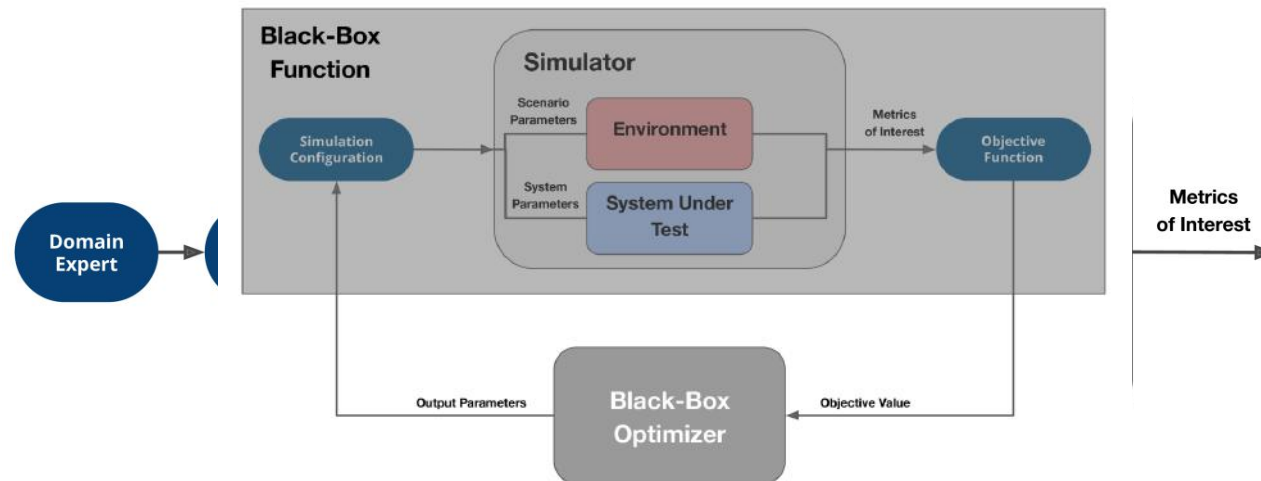 Black-Box
Function
Simulator
Scenario
Parameters
Environment
Metrics
of Interest
Simulation
Configuration
Objective
Function
System
Parameters
System Under
Test
Domain
Expert
Metrics
of Interest
Output Parameters
Black-Box
Optimizer
Objective Value